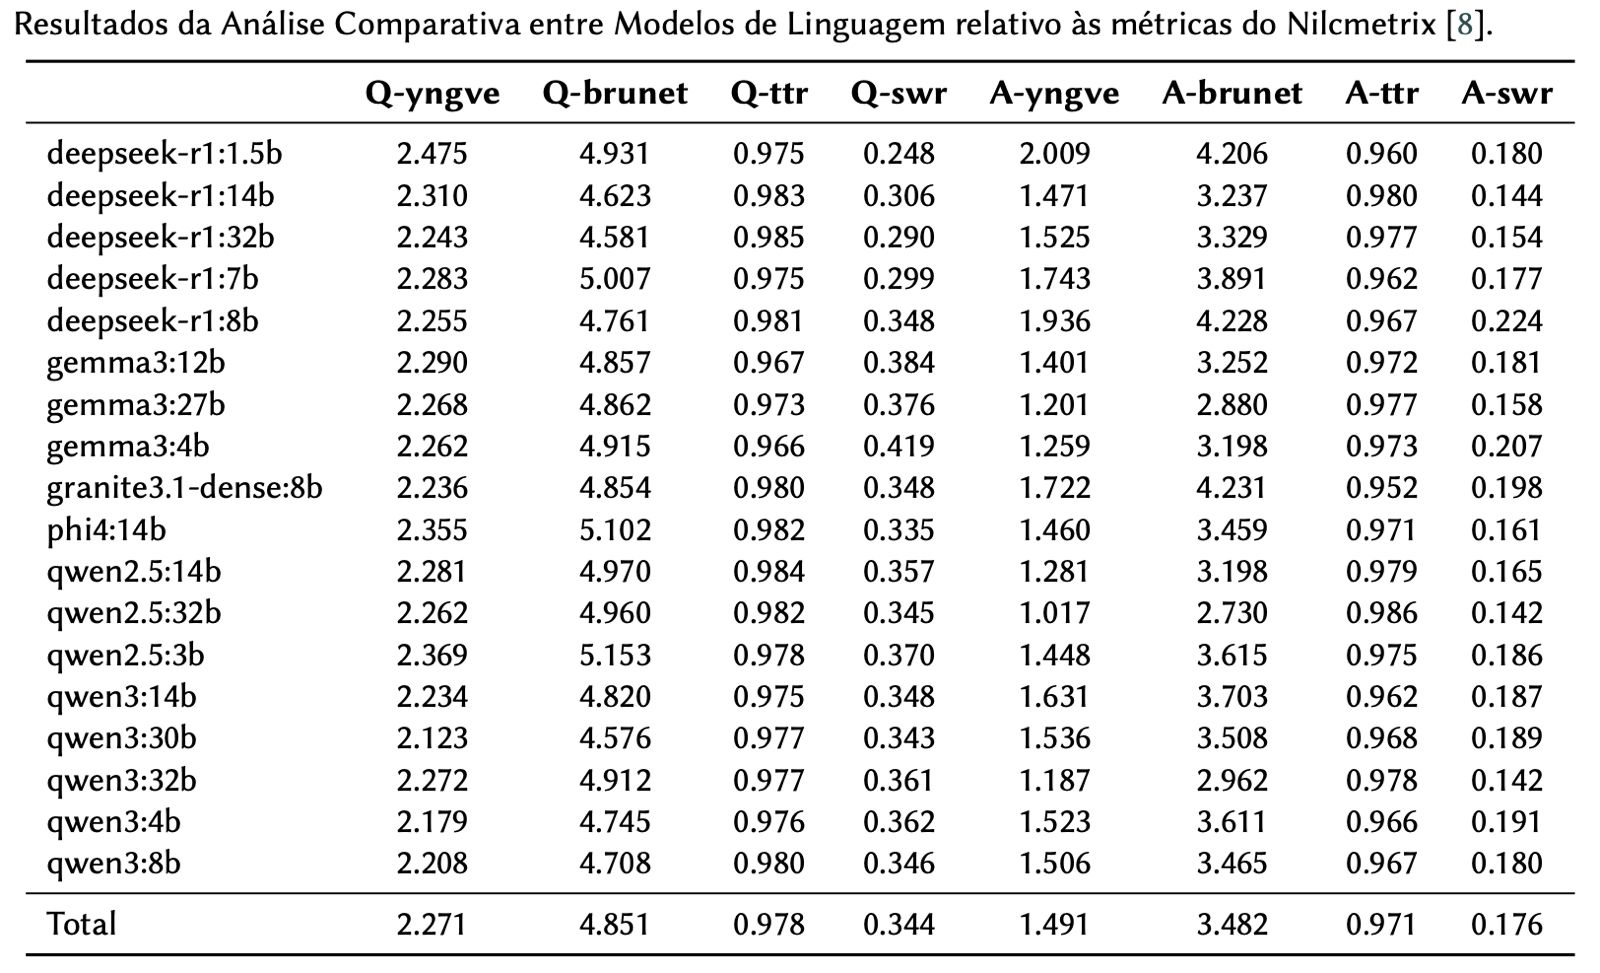 Resultados da Análise Comparativa entre Modelos de Linguagem relativo às métricas do Nilcmetrix [8].
Q-yngve Q-brunet Q-ttr Q-swr A-yngve A-brunet A-ttr A-swr
deepseek-r1:1.5b 2.475 4.931 0.975 0.248 2.009 4.206 0.960 0.180
deepseek-r1:14b 2.310 4.623 0.983 0.306 1.471 3.237 0.980 0.144
deepseek-r1:32b 2.243 4.581 0.985 0.290 1.525 3.329 0.977 0.154
deepseek-r1:7b 2.283 5.007 0.975 0.299 1.743 3.891 0.962 0.177
deepseek-r1:8b 2.255 4.761 0.981 0.348 1.936 4.228 0.967 0.224
gemma3:12b 2.290 4.857 0.967 0.384 1.401 3.252 0.972 0.181
gemma3:27b 2.268 4.862 0.973 0.376 1.201 2.880 0.977 0.158
gemma3:4b 2.262 4.915 0.966 0.419 1.259 3.198 0.973 0.207
granite3.1-dense:8b 2.236 4.854 0.980 0.348 1.722 4.231 0.952 0.198
phi4:14b 2.355 5.102 0.982 0.335 1.460 3.459 0.971 0.161
qwen2.5:14b 2.281 4.970 0.984 0.357 1.281 3.198 0.979 0.165
qwen2.5:32b 2.262 4.960 0.982 0.345 1.017 2.730 0.986 0.142
qwen2.5:3b 2.369 5.153 0.978 0.370 1.448 3.615 0.975 0.186
qwen3:14b 2.234 4.820 0.975 0.348 1.631 3.703 0.962 0.187
qwen3:30b 2.123 4.576 0.977 0.343 1.536 3.508 0.968 0.189
qwen3:32b 2.272 4.912 0.977 0.361 1.187 2.962 0.978 0.142
qwen3:4b 2.179 4.745 0.976 0.362 1.523 3.611 0.966 0.191
qwen3:8b 2.208 4.708 0.980 0.346 1.506 3.465 0.967 0.180
Total 2.271 4.851 0.978 0.344 1.491 3.482 0.971 0.176